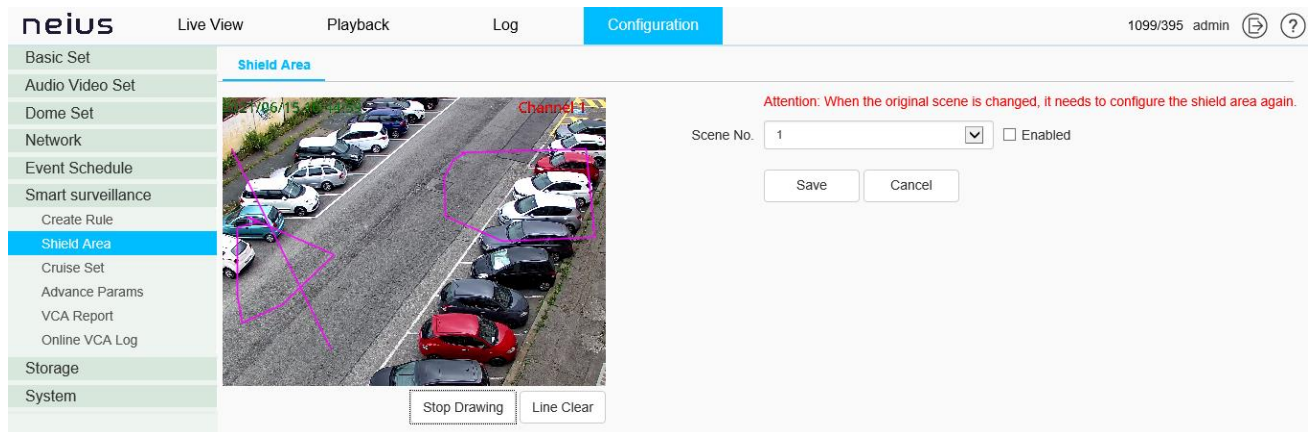 neius
Live View
Playback
Log
Configuration
1099/395 admin
?
Basic Set
Audio Video Set
Dome Set
Network
Event Schedule
Smart surveillance
Create Rule
Shield Area
Cruise Set
Advance Params
VCA Report
Online VCA Log
Storage
System
Shield Area
Channel 1
Stop Drawing
Line Clear
Attention: When the original scene is changed, it needs to configure the shield area again.
Scene No. 1 Enabled
Save Cancel